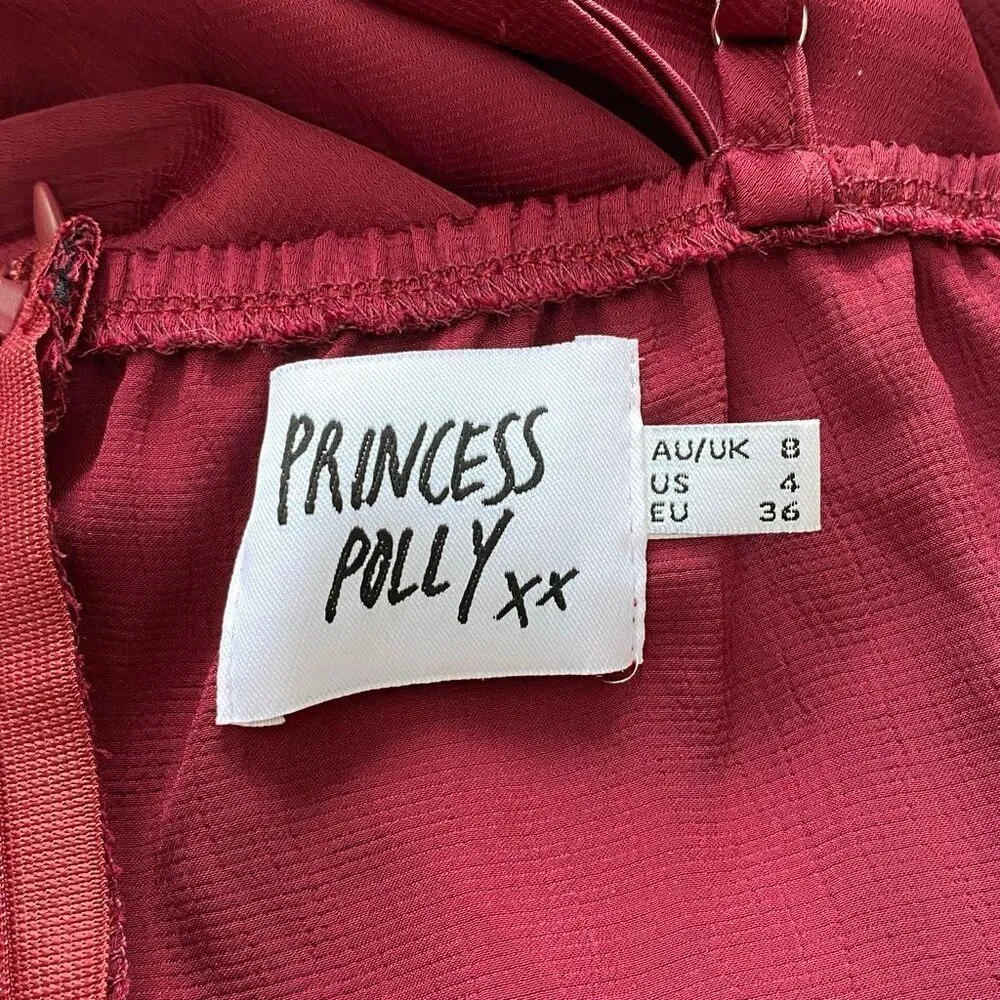 PRINCESS
POLLY xx
AU/UK 8
US 4
EU 36